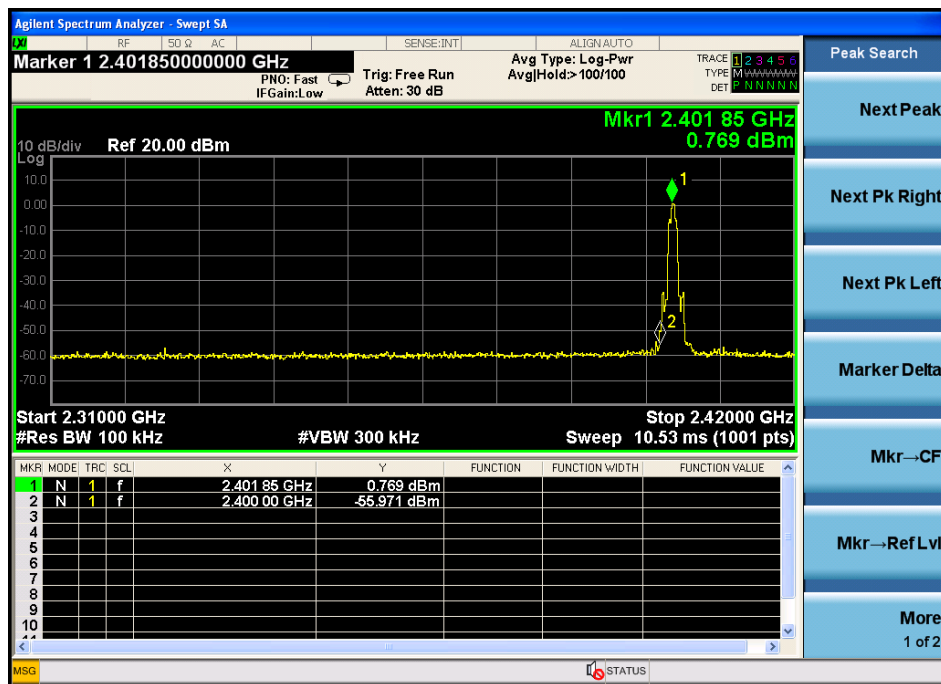 Agilent Spectrum Analyzer - Swept SA
LXI RF 50 Ω AC SENSE:INT ALIGN AUTO
Marker 1 2.401850000000 GHz
PNO: Fast
IFGain:Low
Trig: Free Run
Atten: 30 dB
Avg Type: Log-Pwr
Avg|Hold:>100/100
TRACE 1 2 3 4 5 6
TYPE M WWWWW
DET P N N N N N
Mkr1 2.401 85 GHz
0.769 dBm
10 dB/div Ref 20.00 dBm
Log
10.0
0.00
-10.0
-20.0
-30.0
-40.0
-50.0
-60.0
-70.0
1
2
Start 2.31000 GHz Stop 2.42000 GHz
#Res BW 100 kHz #VBW 300 kHz Sweep 10.53 ms (1001 pts)
MKR MODE TRC SCL X Y FUNCTION FUNCTION WIDTH FUNCTION VALUE
1 N 1 f 2.401 85 GHz 0.769 dBm
2 N 1 f 2.400 00 GHz -55.971 dBm
3
4
5
6
7
8
9
10
MSG STATUS
Peak Search
Next Peak
Next Pk Right
Next Pk Left
Marker Delta
Mkr→CF
Mkr→Ref Lvl
More
1 of 2